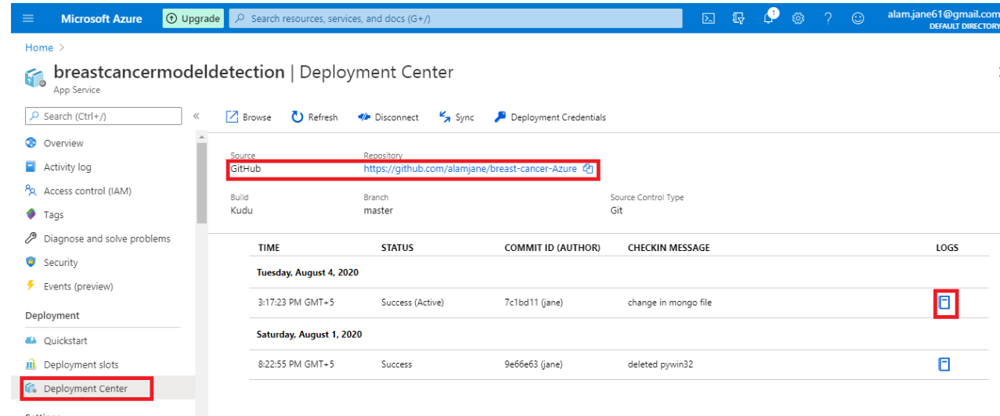 Microsoft Azure Upgrade Search resources, services, and docs (G+/) 1 alam.jane61@gmail.com
DEFAULT DIRECTORY
Home >
breastcancermodeldetection | Deployment Center
App Service
Search (Ctrl+/) « Browse Refresh Disconnect Sync Deployment Credentials
Overview
Activity log
Access control (IAM)
Tags
Diagnose and solve problems
Security
Events (preview)
Deployment
Quickstart
Deployment slots
Deployment Center
Settings
Source Repository
GitHub https://github.com/alamjane/breast-cancer-Azure
Build Branch Source Control Type
Kudu master Git
TIME STATUS COMMIT ID (AUTHOR) CHECKIN MESSAGE LOGS
Tuesday, August 4, 2020
3:17:23 PM GMT+5 Success (Active) 7c1bd11 (jane) change in mongo file
Saturday, August 1, 2020
8:22:55 PM GMT+5 Success 9e66e63 (jane) deleted pywin32